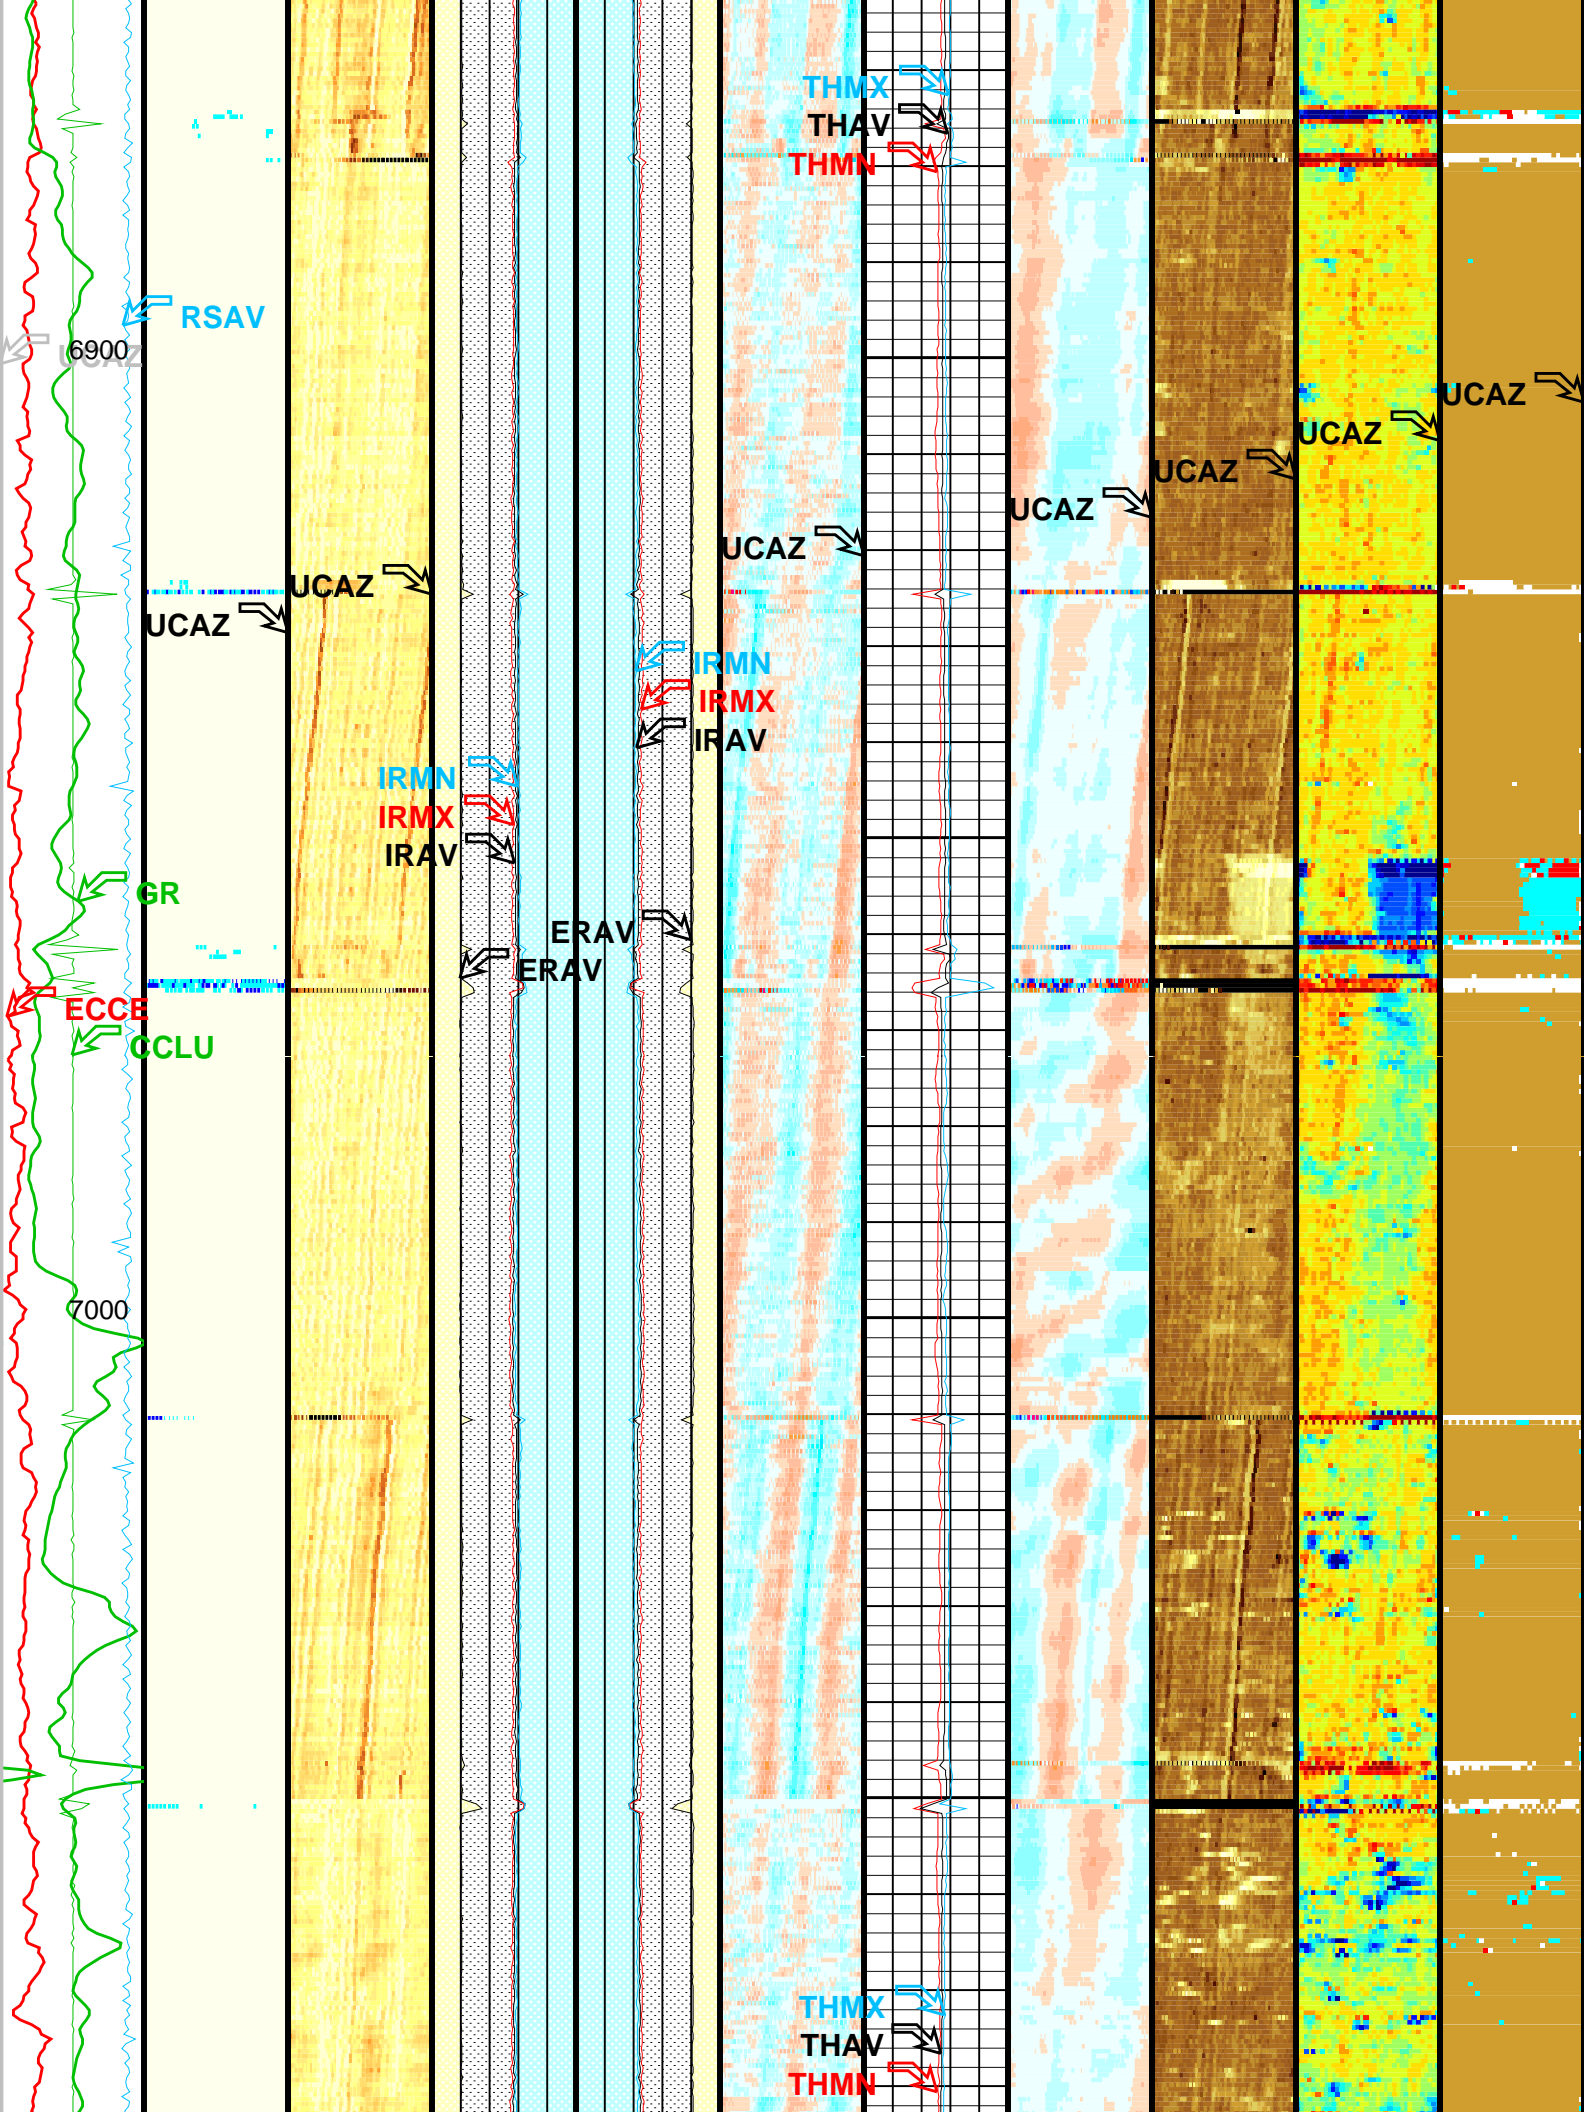 THMX
THAV
THMN
RSAV
UCAZ
6900
UCAZ
UCAZ
UCAZ
UCAZ
UCAZ
UCAZ
UCAZ
IRMN
IRMX
IRAV
IRMN
IRMX
IRAV
GR
ERAV
ERAV
ECCE
CCLU
7000
THMX
THAV
THMN